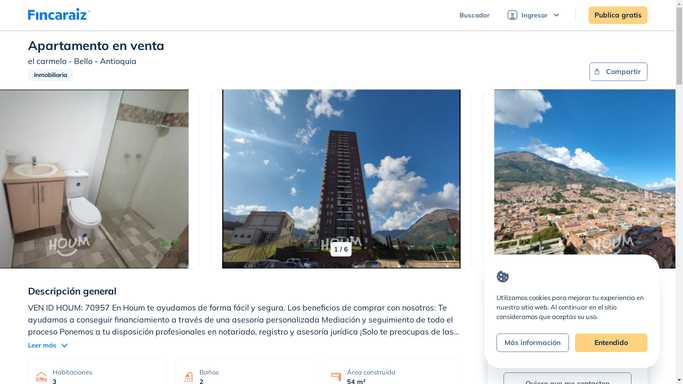 Fincaraiz
Buscador
Ingresar
Publica gratis
Apartamento en venta
el carmelo - Bello - Antioquia
Inmobiliaria
Compartir
HOUM
HOUM
HOUM
1 / 6
Descripción general
VEN ID HOUM: 70957 En Houm te ayudamos de forma fácil y segura. Los beneficios de comprar con nosotros: Te
ayudamos a conseguir financiamiento a través de una asesoría personalizada Mediación y seguimiento de todo el
proceso Ponemos a tu disposición profesionales en notariado, registro y asesoría jurídica ¡Solo te preocupas de las...
Leer más
Habitaciones
3
Baños
2
Área construida
54 m²
Utilizamos cookies para mejorar tu experiencia en
nuestro sitio web. Al continuar en el sitio
consideramos que aceptas su uso.
Más información
Entendido
Quiero que me contacten